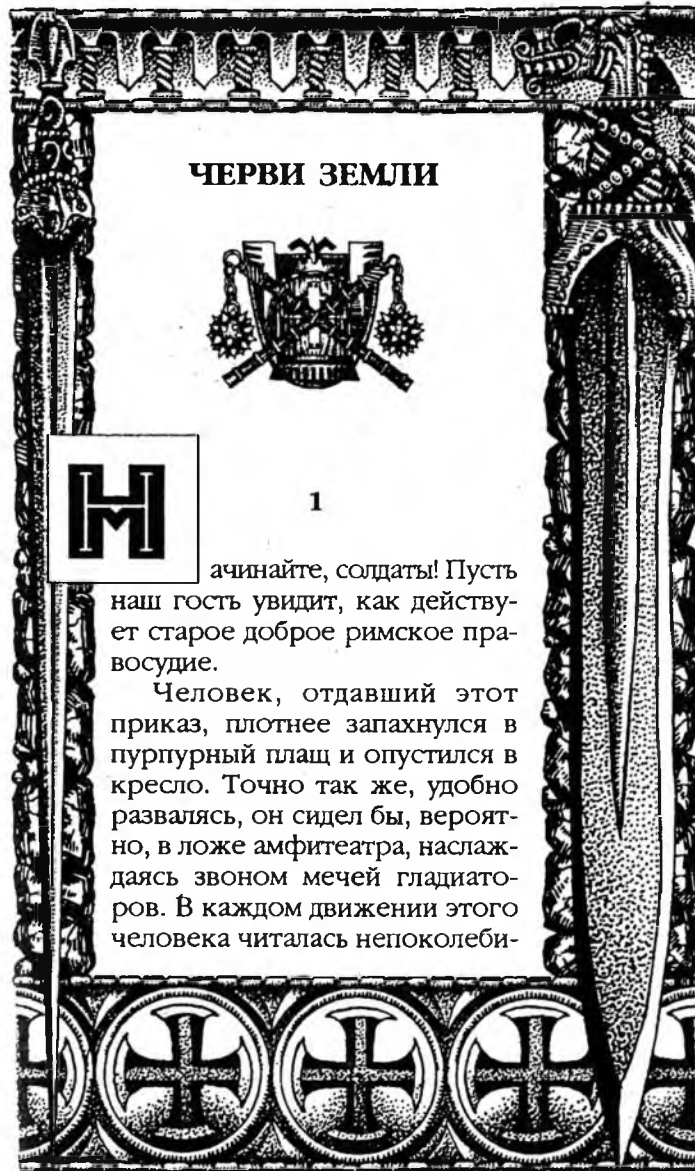 ЧЕРВИ ЗЕМЛИ
1
Начинайте, солдаты! Пусть
наш гость увидит, как действу-
ет старое доброе римское пра-
восудие.
Человек, отдавший этот
приказ, плотнее запахнулся в
пурпурный плащ и опустился в
кресло. Точно так же, удобно
развалясь, он сидел бы, вероят-
но, в ложе амфитеатра, наслаж-
даясь звоном мечей гладиато-
ров. В каждом движении этого
человека читалась непоколеби-